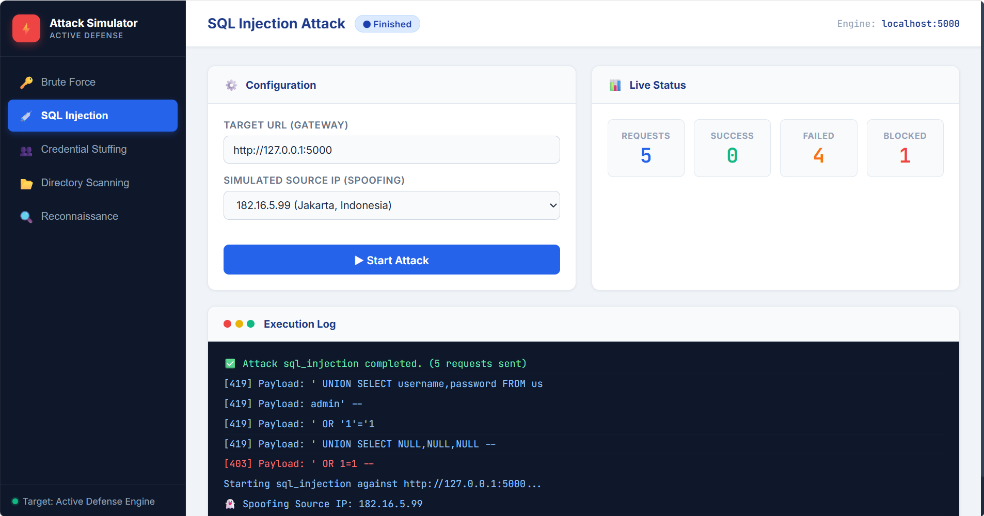 Attack Simulator
ACTIVE DEFENSE
Brute Force
SQL Injection
Credential Stuffing
Directory Scanning
Reconnaissance
Target: Active Defense Engine
SQL Injection Attack
Finished
Engine: localhost:5000
Configuration
TARGET URL (GATEWAY)
http://127.0.0.1:5000
SIMULATED SOURCE IP (SPOOFING)
182.16.5.99 (Jakarta, Indonesia)
▶ Start Attack
Live Status
REQUESTS
5
SUCCESS
0
FAILED
4
BLOCKED
1
Execution Log
✅ Attack sql_injection completed. (5 requests sent)
[419] Payload: ' UNION SELECT username,password FROM us
[419] Payload: admin' --
[419] Payload: ' OR '1'='1
[419] Payload: ' UNION SELECT NULL,NULL,NULL --
[403] Payload: ' OR 1=1 --
Starting sql_injection against http://127.0.0.1:5000...
👻 Spoofing Source IP: 182.16.5.99